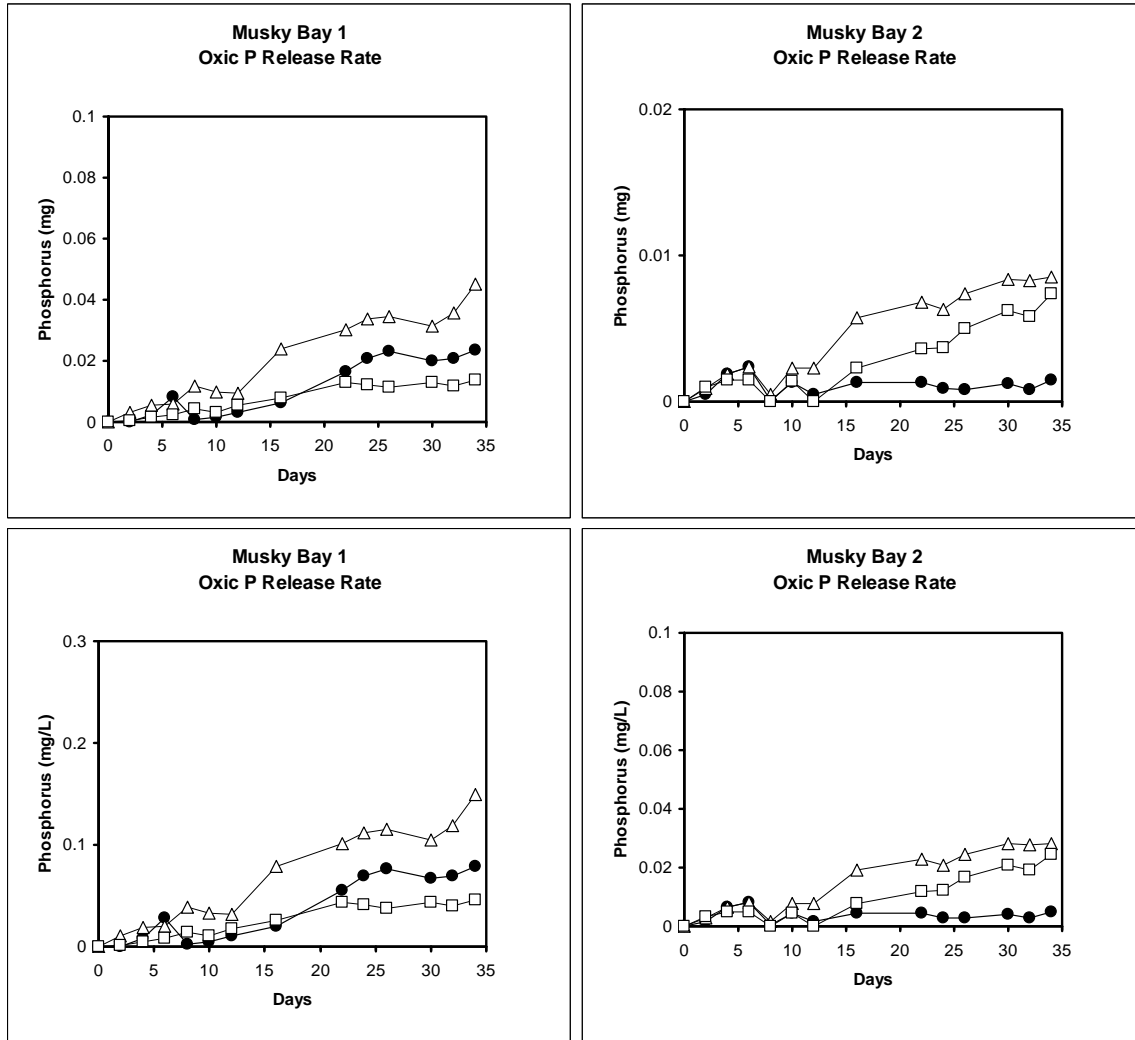 Musky Bay 1
Oxic P Release Rate
0.1
0.08
0.06
0.04
0.02
0
Phosphorus (mg)
0 5 10 15 20 25 30 35
Days
Musky Bay 2
Oxic P Release Rate
0.02
0.01
0
Phosphorus (mg)
0 5 10 15 20 25 30 35
Days
Musky Bay 1
Oxic P Release Rate
0.3
0.2
0.1
0
Phosphorus (mg/L)
0 5 10 15 20 25 30 35
Days
Musky Bay 2
Oxic P Release Rate
0.1
0.08
0.06
0.04
0.02
0
Phosphorus (mg/L)
0 5 10 15 20 25 30 35
Days